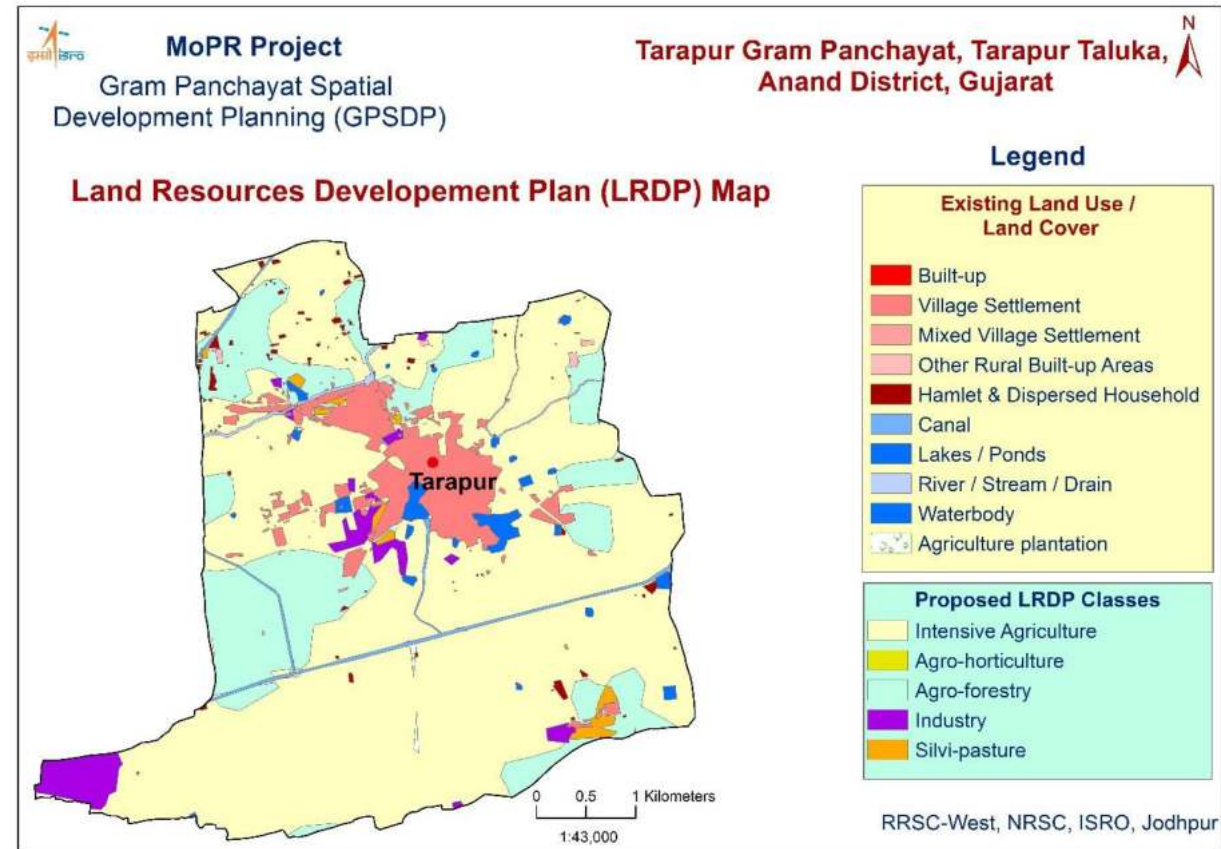 इसरो isro
MoPR Project
Gram Panchayat Spatial
Development Planning (GPSDP)
Tarapur Gram Panchayat, Tarapur Taluka,
Anand District, Gujarat
N
Land Resources Developement Plan (LRDP) Map
Legend
Existing Land Use /
Land Cover
Built-up
Village Settlement
Mixed Village Settlement
Other Rural Built-up Areas
Hamlet & Dispersed Household
Canal
Lakes / Ponds
River / Stream / Drain
Waterbody
Agriculture plantation
Proposed LRDP Classes
Intensive Agriculture
Agro-horticulture
Agro-forestry
Industry
Silvi-pasture
Tarapur
0 0.5 1 Kilometers
1:43,000
RRSC-West, NRSC, ISRO, Jodhpur